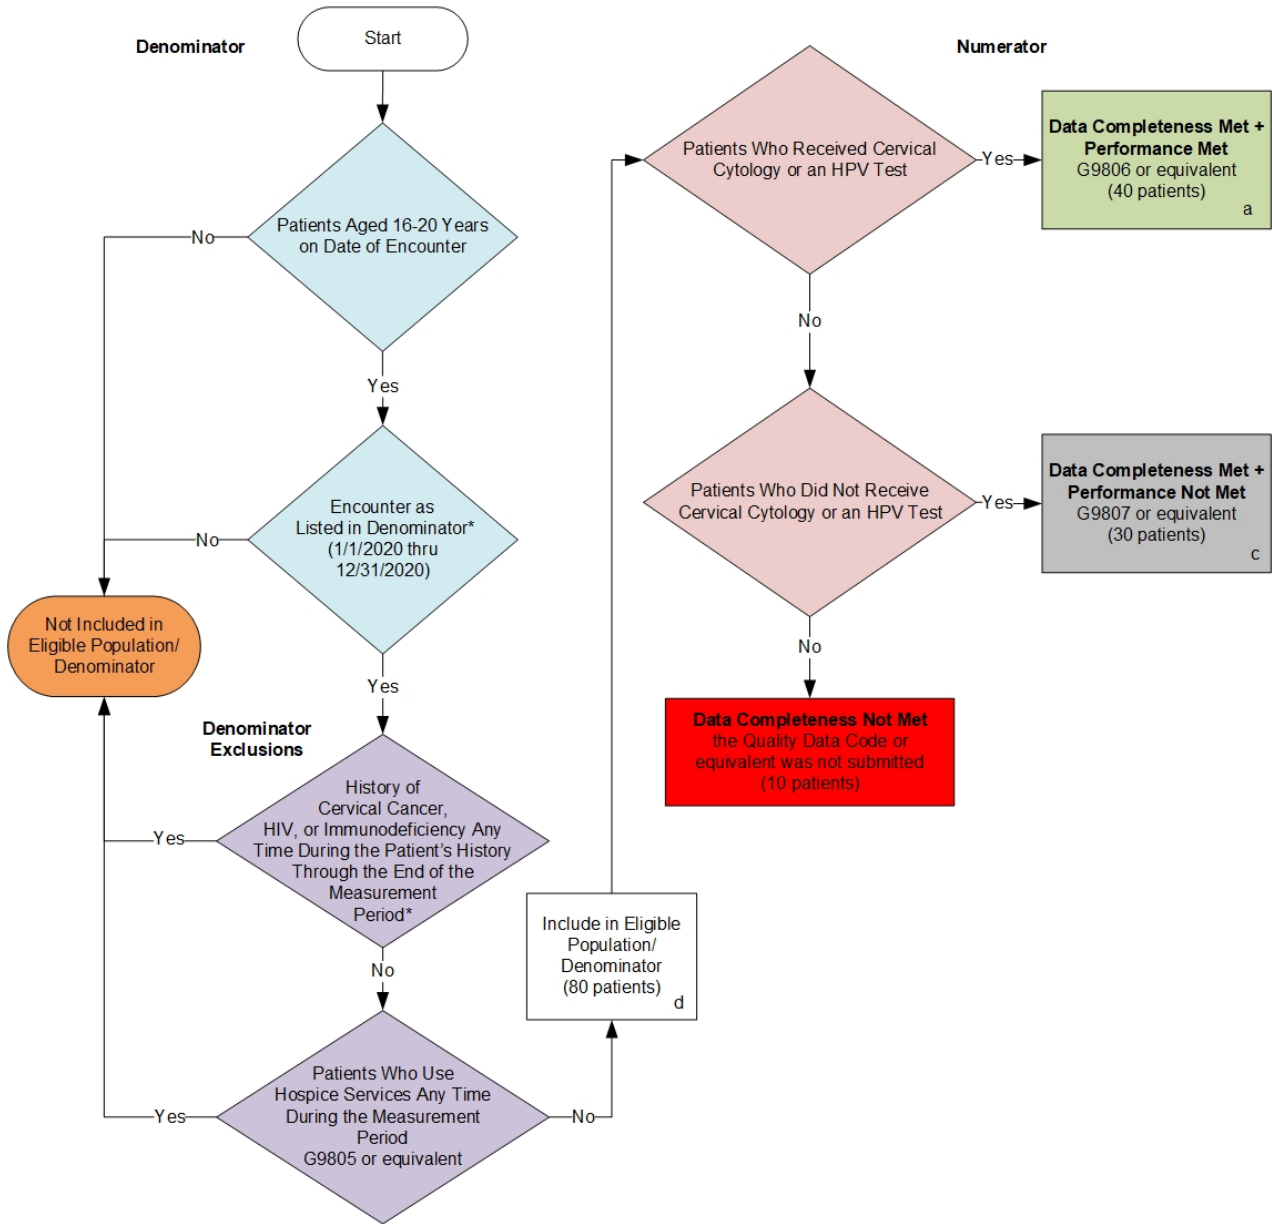 Denominator
Start
Patients Aged 16-20 Years
on Date of Encounter
No
Yes
Encounter as
Listed in Denominator*
(1/1/2020 thru
12/31/2020)
No
Not Included in
Eligible Population/
Denominator
Yes
Denominator
Exclusions
History of
Cervical Cancer,
HIV, or Immunodeficiency Any
Time During the Patient’s History
Through the End of the
Measurement
Period*
Yes
No
Patients Who Use
Hospice Services Any Time
During the Measurement
Period
G9805 or equivalent
Yes
No
Include in Eligible
Population/
Denominator
(80 patients)
d
Numerator
Patients Who Received Cervical
Cytology or an HPV Test
Yes
Data Completeness Met +
Performance Met
G9806 or equivalent
(40 patients)
a
No
Patients Who Did Not Receive
Cervical Cytology or an HPV Test
Yes
Data Completeness Met +
Performance Not Met
G9807 or equivalent
(30 patients)
c
No
Data Completeness Not Met
the Quality Data Code or
equivalent was not submitted
(10 patients)